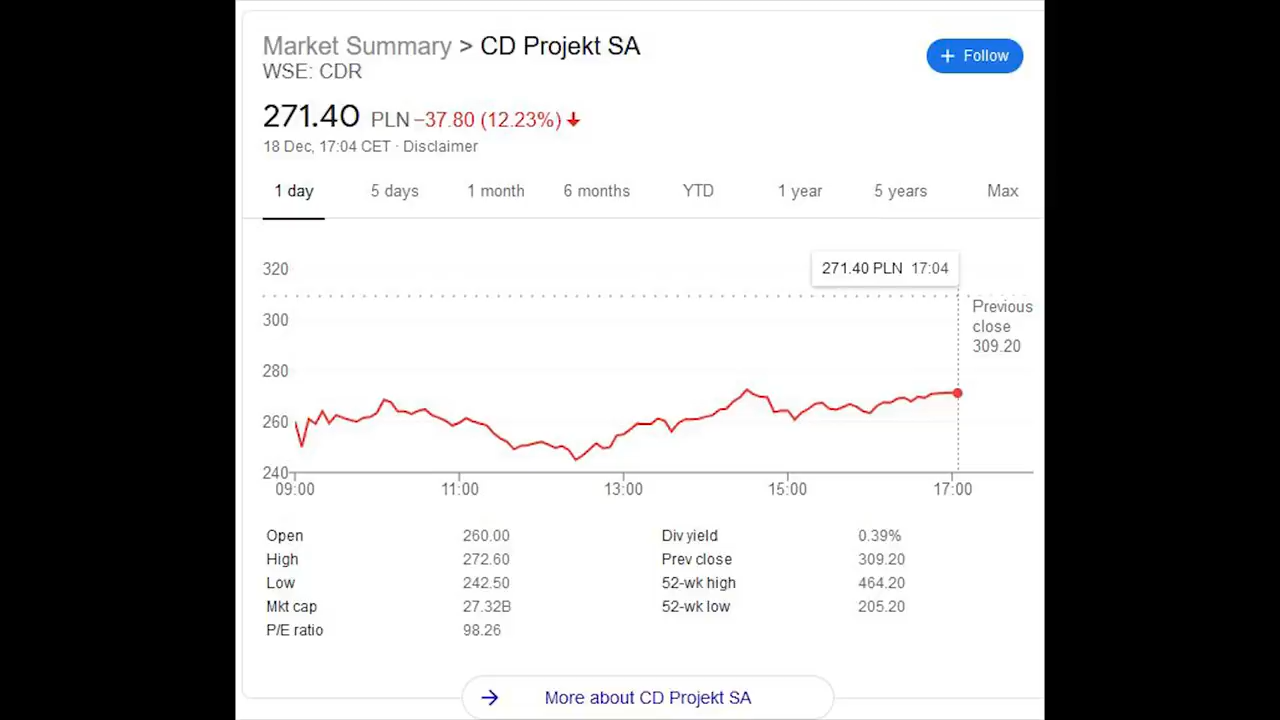 Market Summary > CD Projekt SA
WSE: CDR
+ Follow
271.40 PLN −37.80 (12.23%)
18 Dec, 17:04 CET · Disclaimer
1 day 5 days 1 month 6 months YTD 1 year 5 years Max
271.40 PLN 17:04
320
300
280
260
240
Previous
close
309.20
09:00 11:00 13:00 15:00 17:00
Open 260.00 Div yield 0.39%
High 272.60 Prev close 309.20
Low 242.50 52-wk high 464.20
Mkt cap 27.32B 52-wk low 205.20
P/E ratio 98.26
More about CD Projekt SA